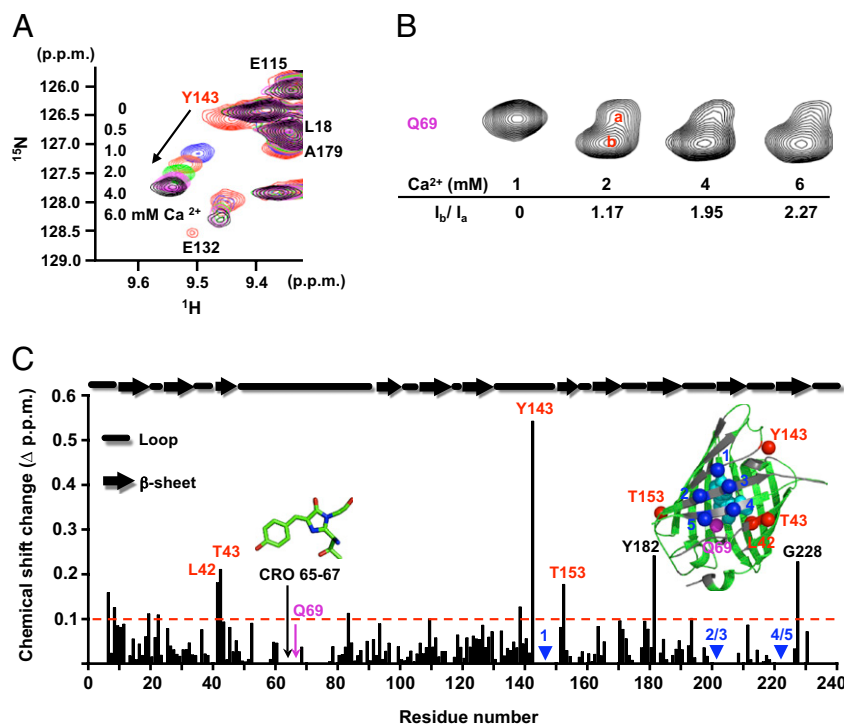 A
(p.p.m.)
E115
126.0
Y143
0
126.5
0.5
L18
15N
127.0
1.0
A179
127.5
2.0
4.0
128.0
6.0 mM Ca 2+
128.5
E132
129.0
9.6
9.5
9.4
(p.p.m.)
1H
B
Q69
a
b
Ca2+ (mM)
1
2
4
6
Ib/ Ia
0
1.17
1.95
2.27
C
Chemical shift change (Δ p.p.m.)
0.6
0.5
0.4
0.3
0.2
0.1
Loop
β-sheet
L42
T43
CRO 65-67
Q69
Y143
T153
Y182
G228
1
2/3
4/5
Y143
1
3
2
4
T153
5
T43
L42
Q69
0 20 40 60 80 100 120 140 160 180 200 220 240
Residue number